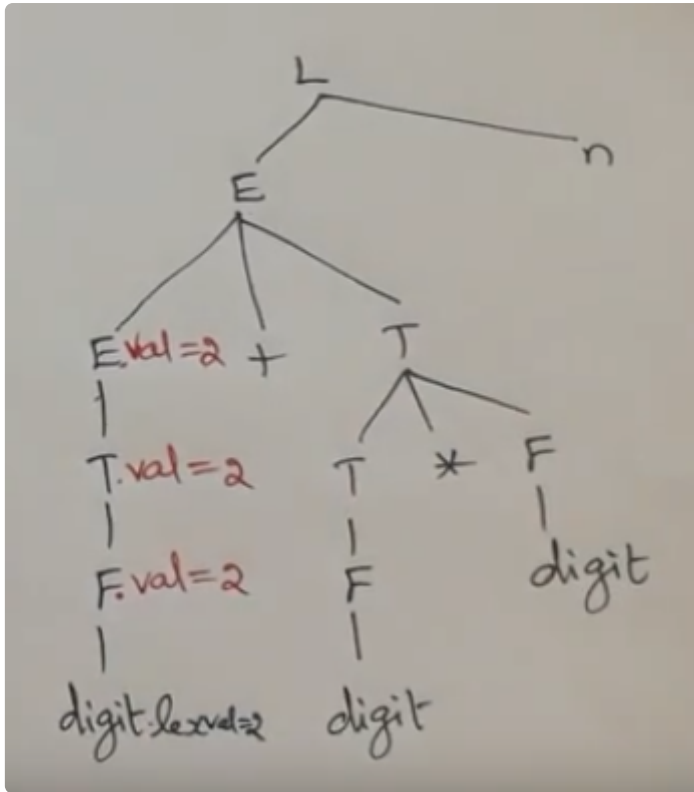 L
n
E
E.val=2 + T
T.val=2 T * F
F.val=2 F digit
digit.lexval=2 digit